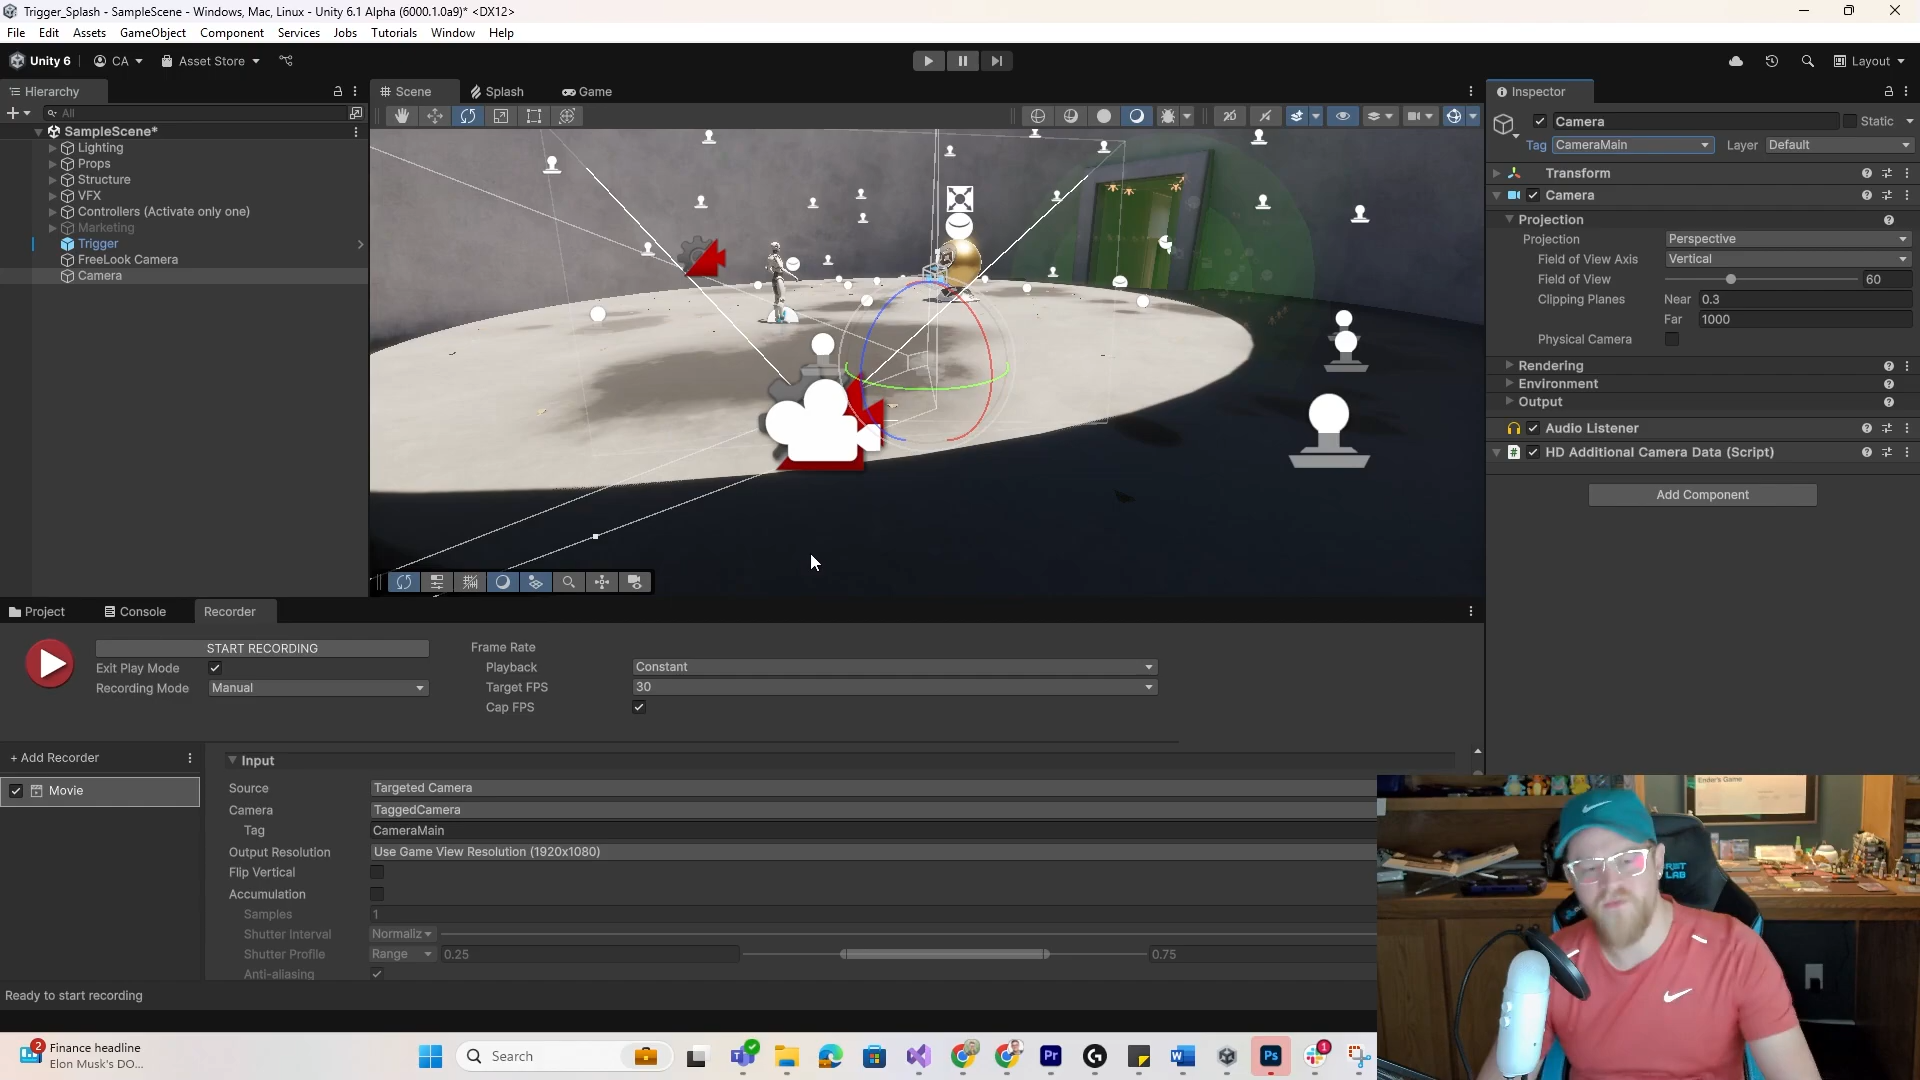 Trigger_Splash - SampleScene - Windows, Mac, Linux - Unity 6.1 Alpha (6000.1.0a9)* <DX12>
File Edit Assets GameObject Component Services Jobs Tutorials Window Help
Unity 6 CA Asset Store Layout
Hierarchy
All
SampleScene*
Lighting
Props
Structure
VFX
Controllers (Activate only one)
Marketing
Trigger
FreeLook Camera
Camera
Scene Splash Game
2D
Inspector
Camera Static
Tag CameraMain Layer Default
Transform
Camera
Projection
Projection Perspective
Field of View Axis Vertical
Field of View 60
Clipping Planes Near 0.3
Far 1000
Physical Camera
Rendering
Environment
Output
Audio Listener
# HD Additional Camera Data (Script)
Add Component
Project Console Recorder
START RECORDING
Exit Play Mode
Recording Mode Manual
Frame Rate
Playback Constant
Target FPS 30
Cap FPS
+ Add Recorder
Movie
Input
Source Targeted Camera
Camera TaggedCamera
Tag CameraMain
Output Resolution Use Game View Resolution (1920x1080)
Flip Vertical
Accumulation
Samples 1
Shutter Interval Normaliz
Shutter Profile Range 0.25 0.75
Anti-aliasing
Ready to start recording
Ender's Game
2
Finance headline
Elon Musk's DO...
Search
Pr
Ps
1